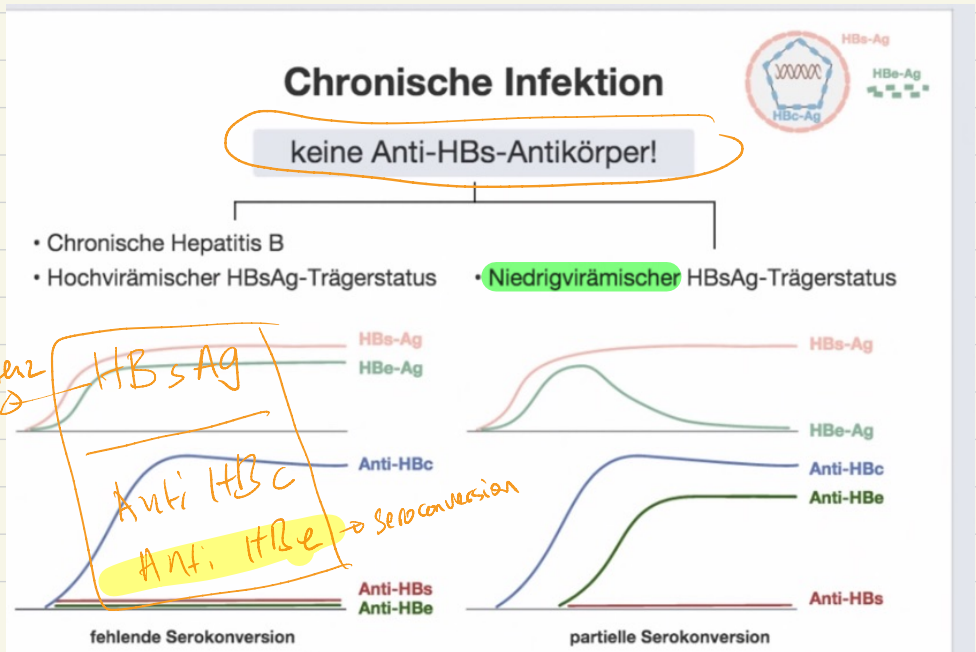 HBs-Ag
HBe-Ag
HBc-Ag
Chronische Infektion
keine Anti-HBs-Antikörper!
• Chronische Hepatitis B
• Hochvirämischer HBsAg-Trägerstatus
• Niedrigvirämischer HBsAg-Trägerstatus
HBs-Ag
HBe-Ag
HBsAg
Anti HBc
Anti HBe → Seroconversion
Anti-HBc
Anti-HBs
Anti-HBe
fehlende Serokonversion
HBs-Ag
HBe-Ag
Anti-HBc
Anti-HBe
Anti-HBs
partielle Serokonversion